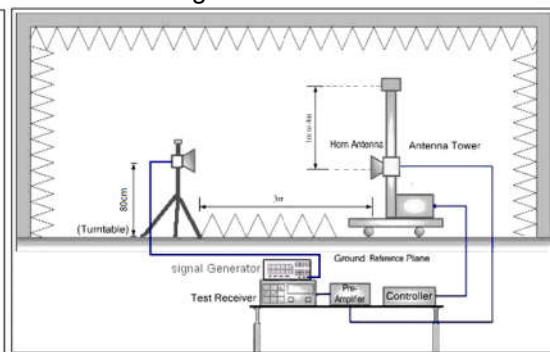 Horn Antenna
Antenna Tower
80cm
3m
(Turntable)
Ground Reference Plane
signal Generator
Test Receiver
Pre-
Amplifier
Controller